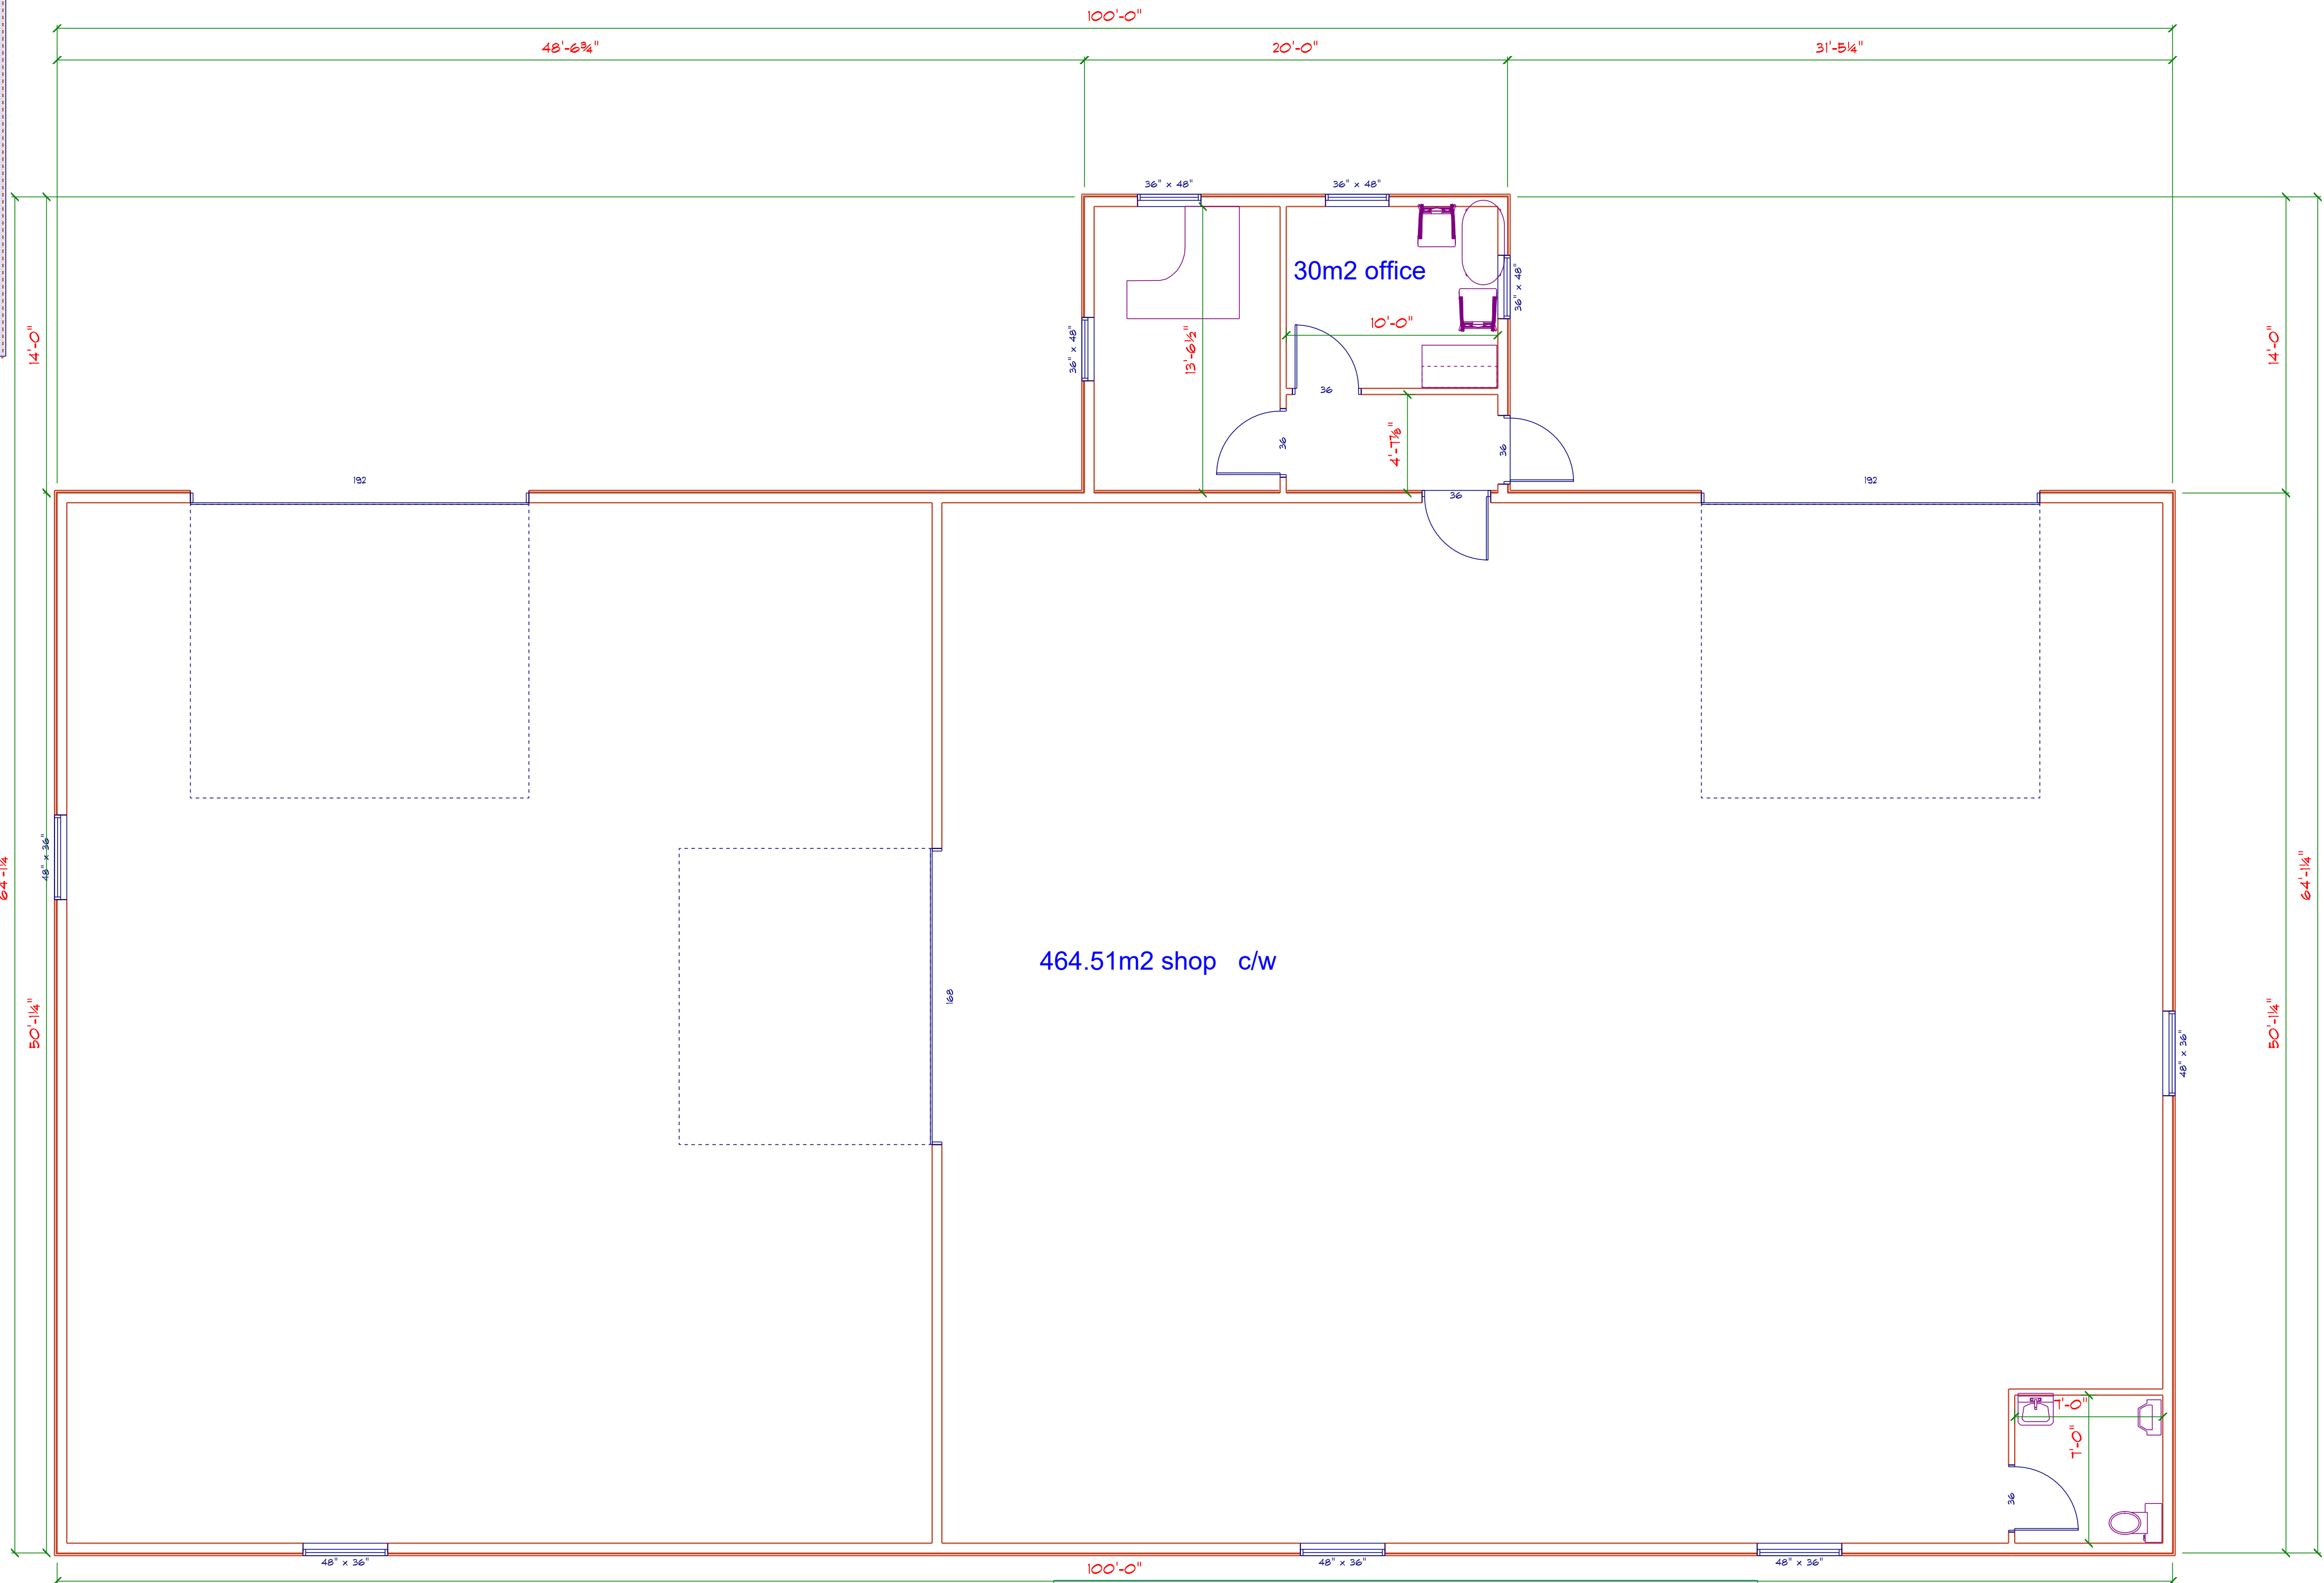 100'-0"
48'-6¾"
20'-0"
31'-5¼"
36" x 48"
36" x 48"
30m2 office
36" x 48"
36" x 48"
10'-0"
13'-6½"
14'-0"
14'-0"
36
4'-7⅞"
36
36
36
192
192
48" x 36"
64'-1¼
64'-1¼"
464.51m2 shop c/w
168
50'-1¼"
50'-1¼"
48" x 36"
7'-0"
7'-0"
36
48" x 36"
48" x 36"
48" x 36"
100'-0"